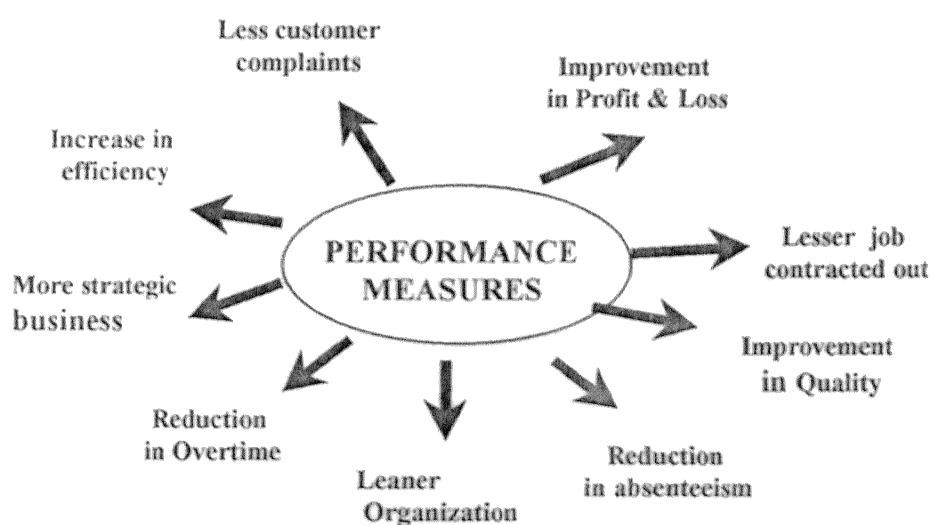 Less customer
complaints
Improvement
in Profit & Loss
Increase in
efficiency
PERFORMANCE
MEASURES
Lesser job
contracted out
More strategic
business
Improvement
in Quality
Reduction
in Overtime
Leaner
Organization
Reduction
in absenteeism